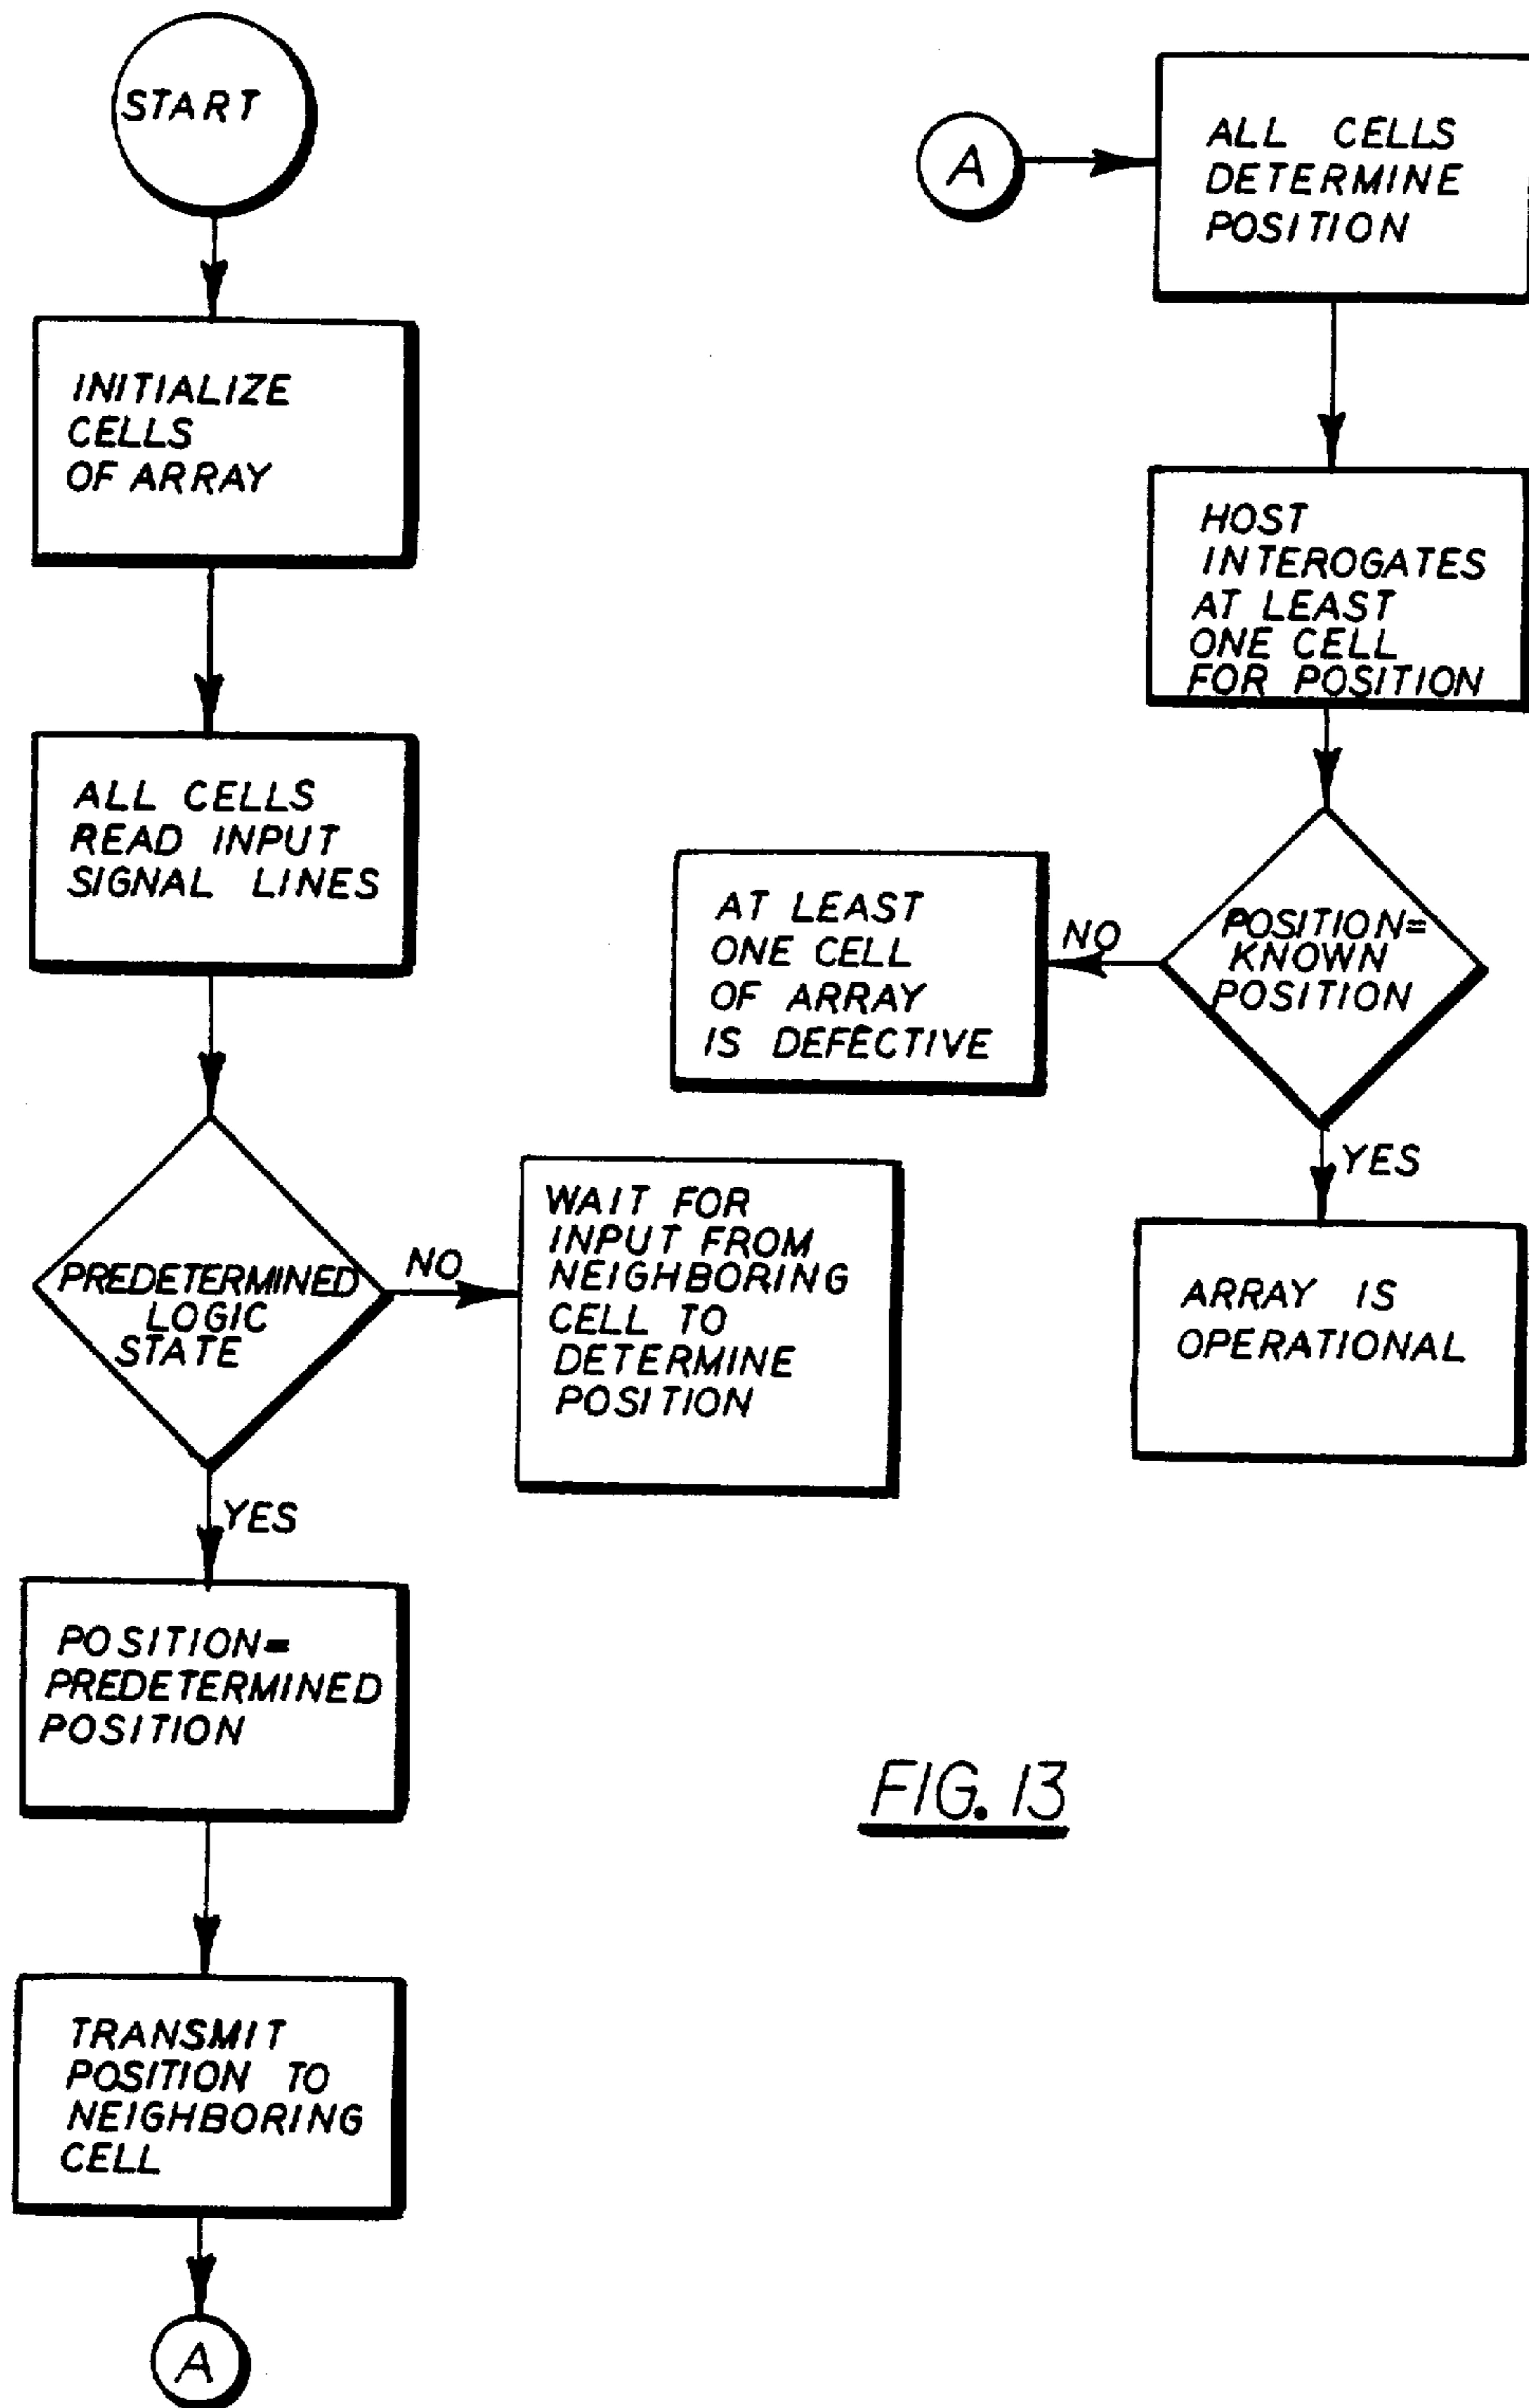 START
INITIALIZE
CELLS
OF ARRAY
ALL CELLS
READ INPUT
SIGNAL LINES
PREDETERMINED
LOGIC
STATE
NO
WAIT FOR
INPUT FROM
NEIGHBORING
CELL TO
DETERMINE
POSITION
YES
POSITION=
PREDETERMINED
POSITION
TRANSMIT
POSITION TO
NEIGHBORING
CELL
A
A
ALL CELLS
DETERMINE
POSITION
HOST
INTEROGATES
AT LEAST
ONE CELL
FOR POSITION
POSITION=
KNOWN
POSITION
NO
AT LEAST
ONE CELL
OF ARRAY
IS DEFECTIVE
YES
ARRAY IS
OPERATIONAL
FIG. 13